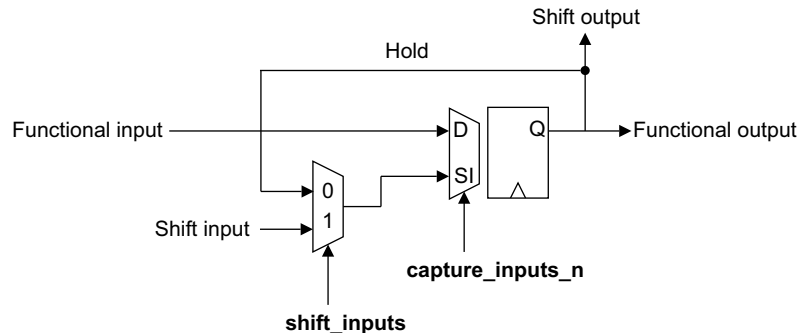 Shift output
Hold
Functional input
D
Q
Functional output
SI
0
1
Shift input
capture_inputs_n
shift_inputs